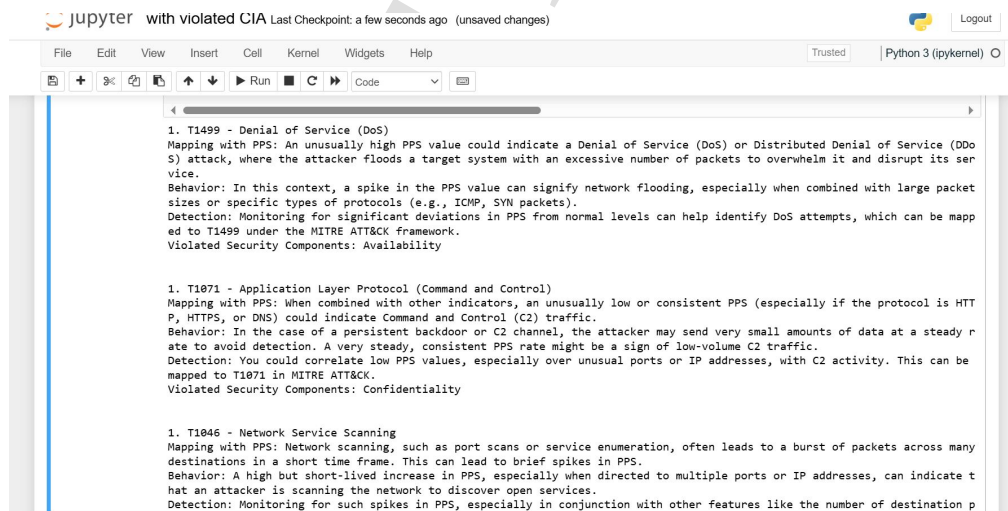 jupyter with violated CIA Last Checkpoint: a few seconds ago (unsaved changes)
Logout
File Edit View Insert Cell Kernel Widgets Help
Trusted Python 3 (ipykernel)
Run Code
1. T1499 - Denial of Service (DoS)
Mapping with PPS: An unusually high PPS value could indicate a Denial of Service (DoS) or Distributed Denial of Service (DDo
S) attack, where the attacker floods a target system with an excessive number of packets to overwhelm it and disrupt its ser
vice.
Behavior: In this context, a spike in the PPS value can signify network flooding, especially when combined with large packet
sizes or specific types of protocols (e.g., ICMP, SYN packets).
Detection: Monitoring for significant deviations in PPS from normal levels can help identify DoS attempts, which can be mapp
ed to T1499 under the MITRE ATT&CK framework.
Violated Security Components: Availability
1. T1071 - Application Layer Protocol (Command and Control)
Mapping with PPS: When combined with other indicators, an unusually low or consistent PPS (especially if the protocol is HTT
P, HTTPS, or DNS) could indicate Command and Control (C2) traffic.
Behavior: In the case of a persistent backdoor or C2 channel, the attacker may send very small amounts of data at a steady r
ate to avoid detection. A very steady, consistent PPS rate might be a sign of low-volume C2 traffic.
Detection: You could correlate low PPS values, especially over unusual ports or IP addresses, with C2 activity. This can be
mapped to T1071 in MITRE ATT&CK.
Violated Security Components: Confidentiality
1. T1046 - Network Service Scanning
Mapping with PPS: Network scanning, such as port scans or service enumeration, often leads to a burst of packets across many
destinations in a short time frame. This can lead to brief spikes in PPS.
Behavior: A high but short-lived increase in PPS, especially when directed to multiple ports or IP addresses, can indicate t
hat an attacker is scanning the network to discover open services.
Detection: Monitoring for such spikes in PPS, especially in conjunction with other features like the number of destination p